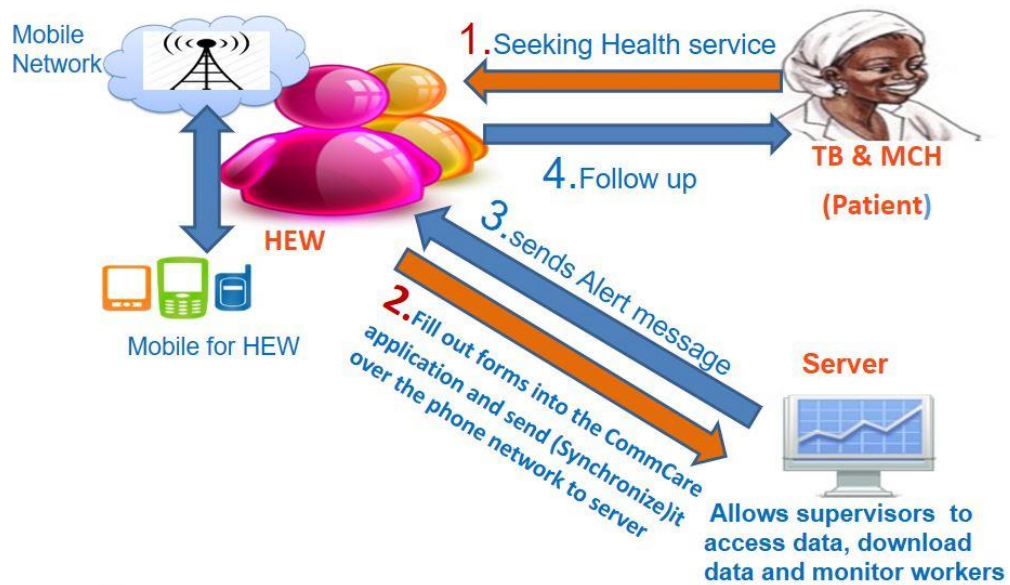 Mobile
Network
1.Seeking Health service
4.Follow up
TB & MCH
(Patient)
HEW
Mobile for HEW
3.sends Alert message
2.Fill out forms into the CommCare
application and send (Synchronize)it
over the phone network to server
Server
Allows supervisors to
access data, download
data and monitor workers